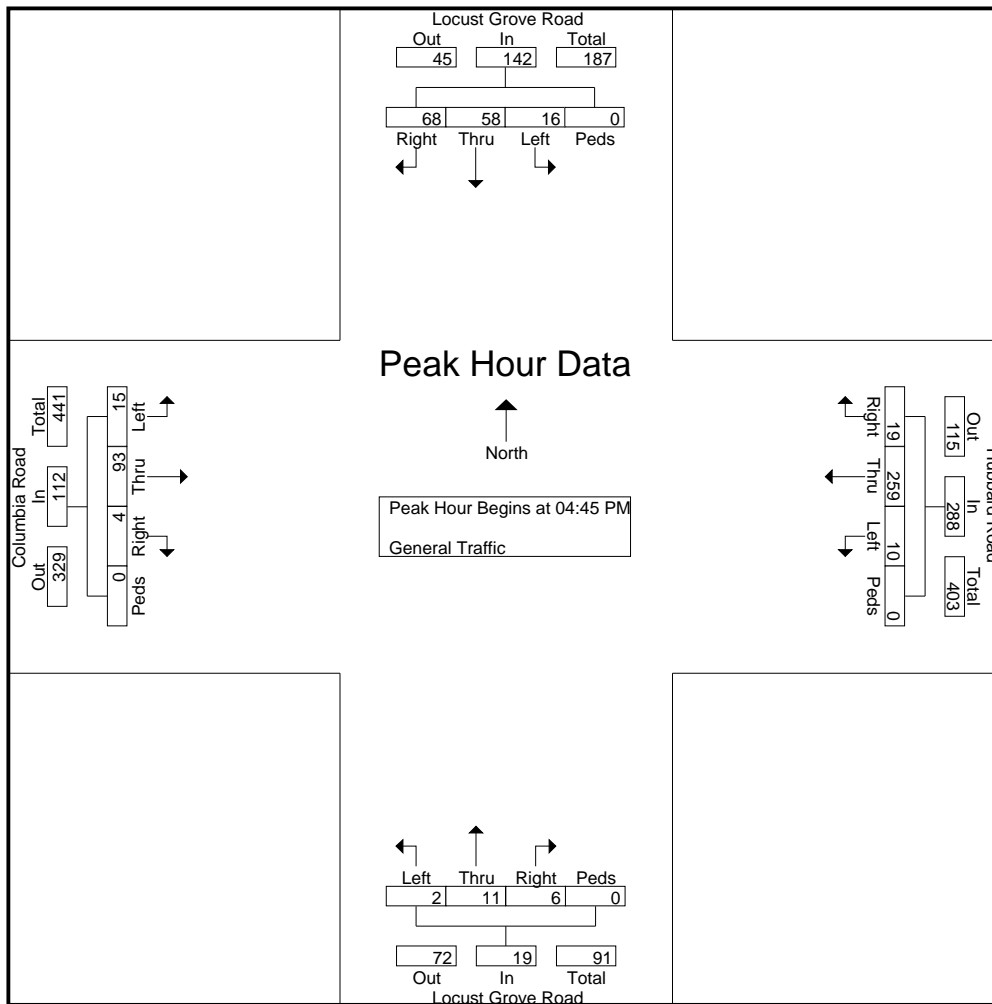 Locust Grove Road
Out In Total
45 142 187
68 58 16 0
Right Thru Left Peds
Peak Hour Data
North
Peak Hour Begins at 04:45 PM
General Traffic
Columbia Road
Out In Total
329 112 441
15 93 4 0
Left Thru Right Peds
Hubbard Road
Out In Total
115 288 403
19 259 10 0
Right Thru Left Peds
Left Thru Right Peds
2 11 6 0
72 19 91
Out In Total
Locust Grove Road